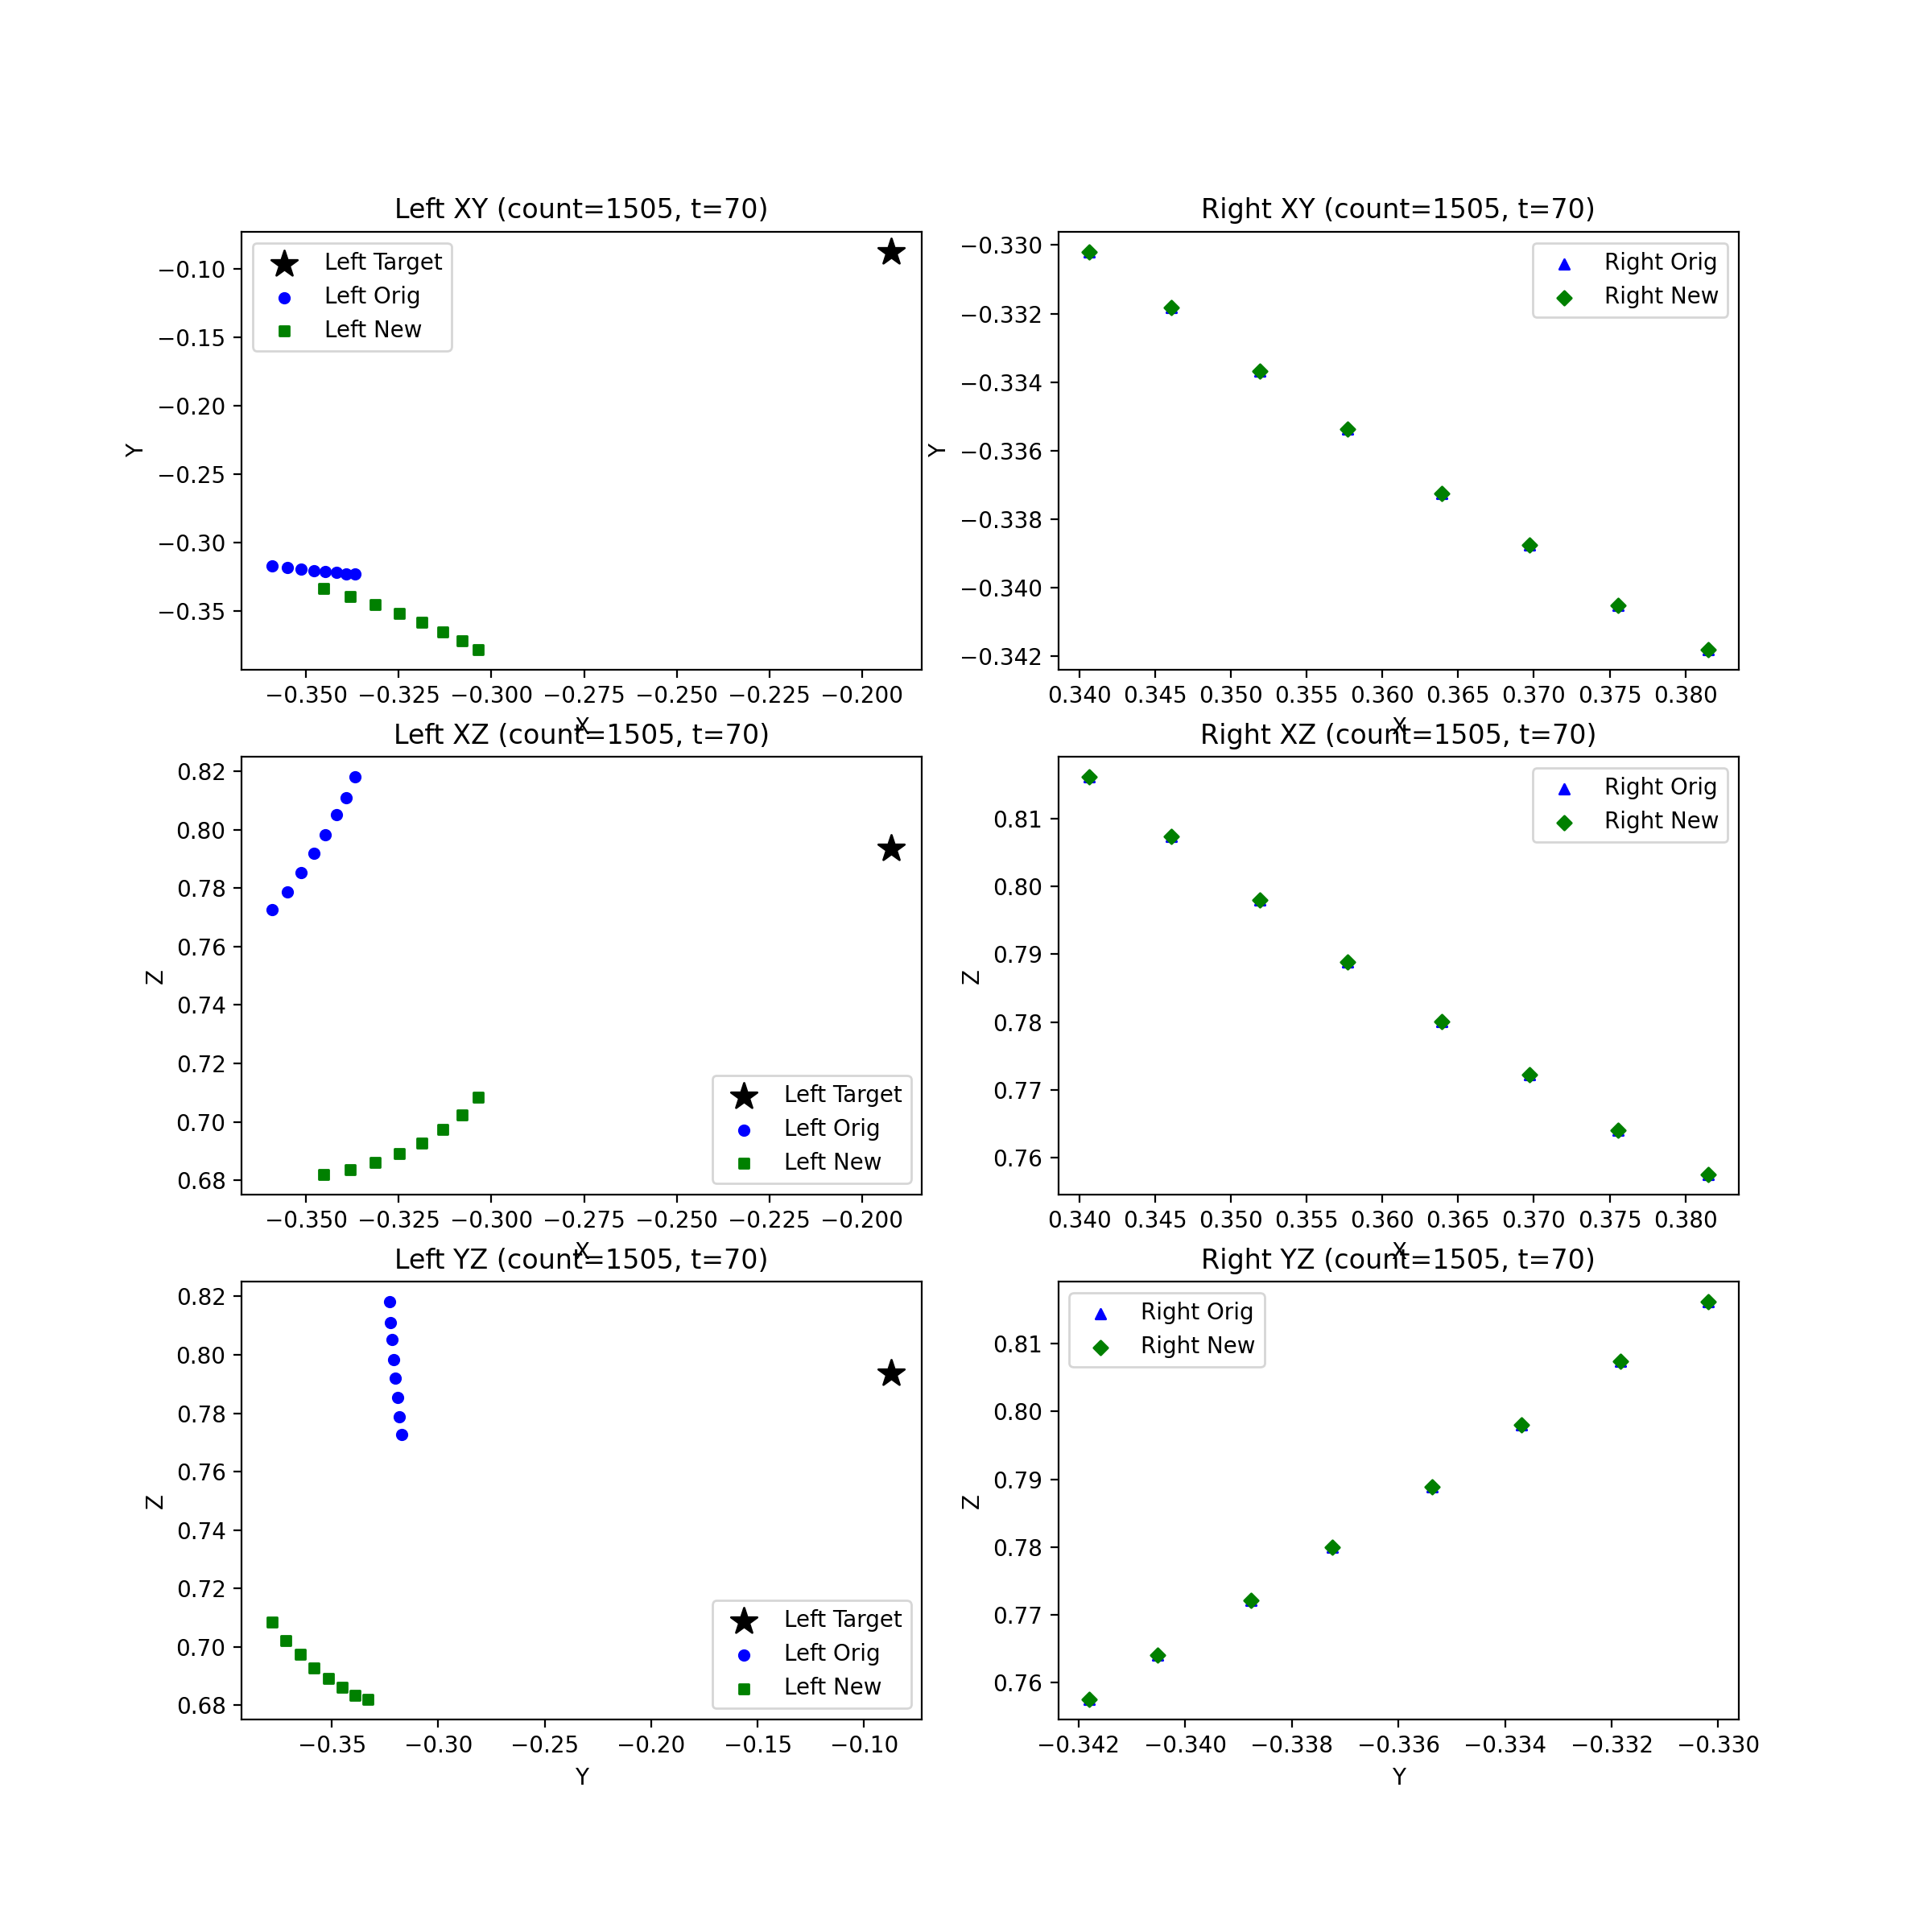 Left XY (count=1505, t=70)
Left Target
Left Orig
Left New
−0.10
−0.15
−0.20
−0.25
−0.30
−0.35
Y
−0.350 −0.325 −0.300 −0.275 −0.250 −0.225 −0.200
X
Right XY (count=1505, t=70)
Right Orig
Right New
−0.330
−0.332
−0.334
−0.336
−0.338
−0.340
−0.342
Y
0.340 0.345 0.350 0.355 0.360 0.365 0.370 0.375 0.380
X
Left XZ (count=1505, t=70)
0.82
0.80
0.78
0.76
0.74
0.72
0.70
0.68
Z
Left Target
Left Orig
Left New
−0.350 −0.325 −0.300 −0.275 −0.250 −0.225 −0.200
X
Right XZ (count=1505, t=70)
Right Orig
Right New
0.81
0.80
0.79
0.78
0.77
0.76
Z
0.340 0.345 0.350 0.355 0.360 0.365 0.370 0.375 0.380
X
Left YZ (count=1505, t=70)
0.82
0.80
0.78
0.76
0.74
0.72
0.70
0.68
Z
Left Target
Left Orig
Left New
−0.35 −0.30 −0.25 −0.20 −0.15 −0.10
Y
Right YZ (count=1505, t=70)
Right Orig
Right New
0.81
0.80
0.79
0.78
0.77
0.76
Z
−0.342 −0.340 −0.338 −0.336 −0.334 −0.332 −0.330
Y